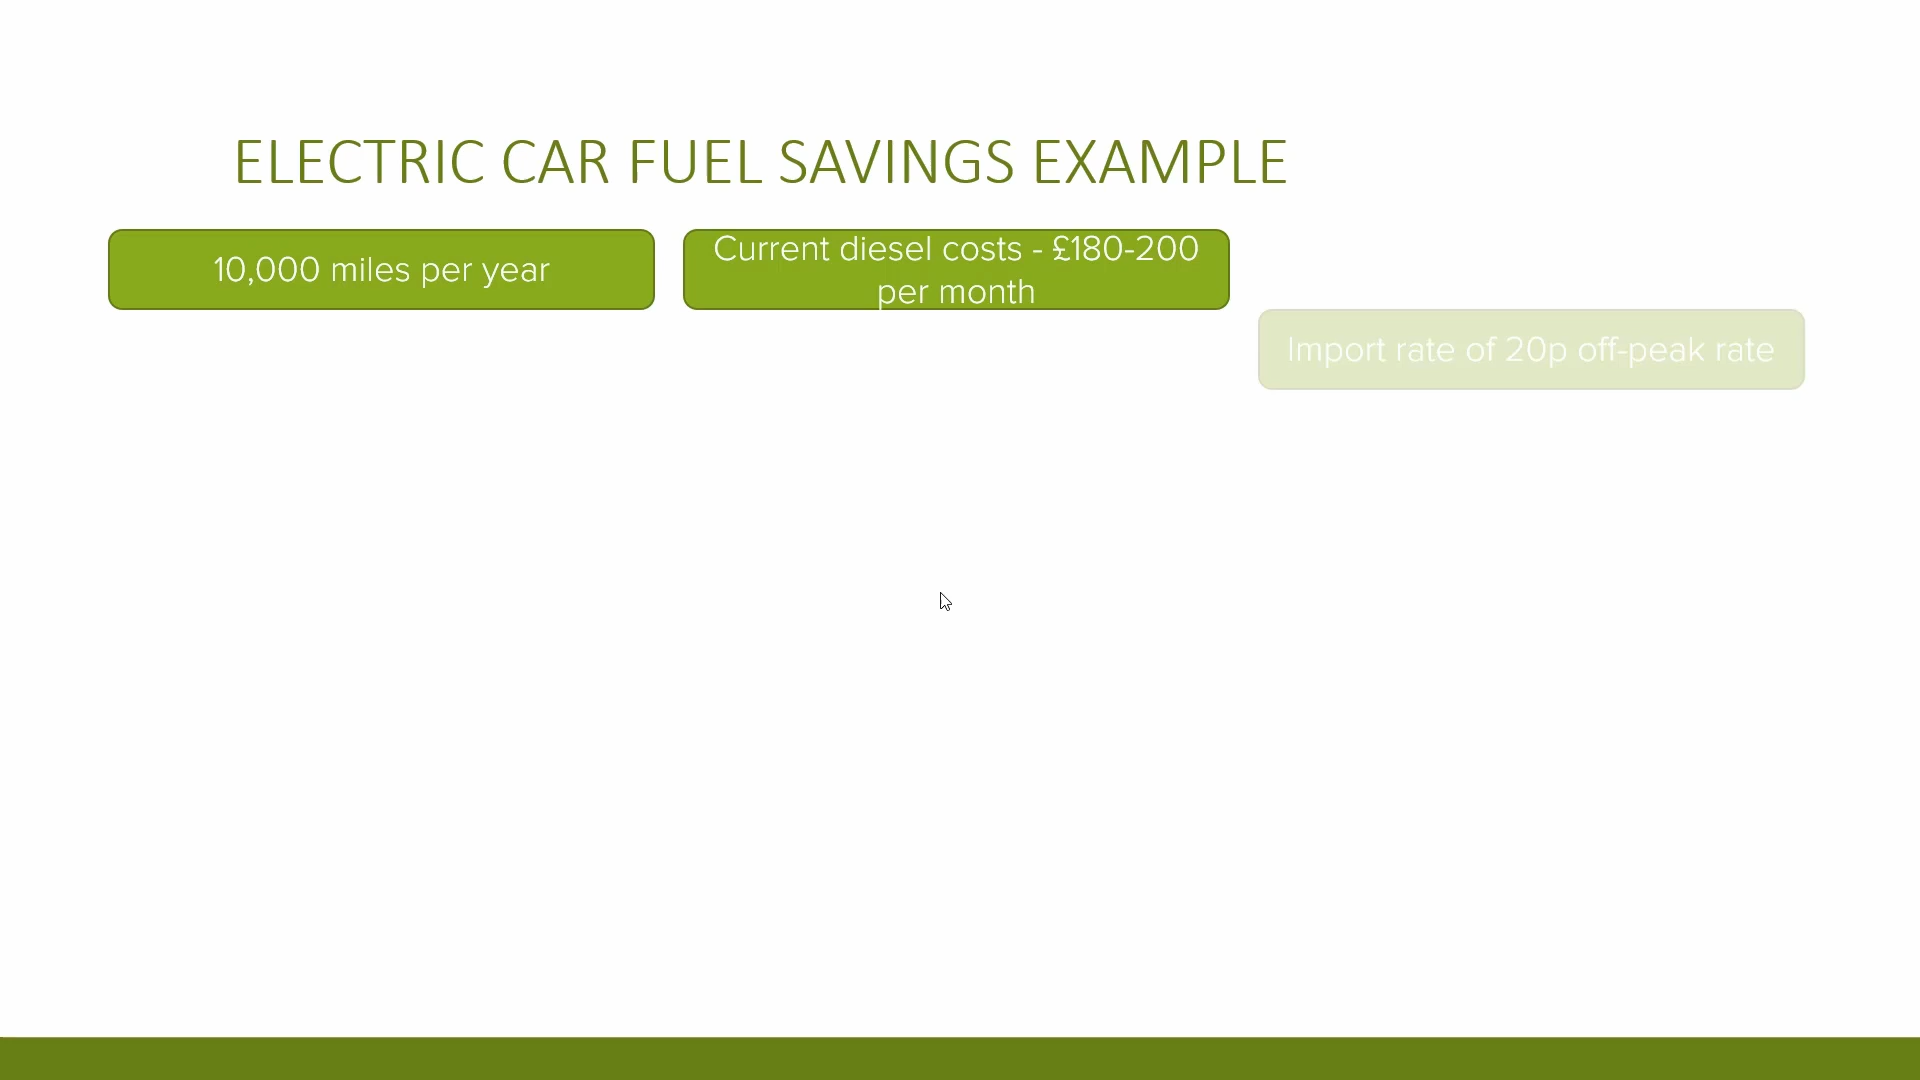 ELECTRIC CAR FUEL SAVINGS EXAMPLE
10,000 miles per year
Current diesel costs - £180-200
per month
Import rate of 20p off-peak rate